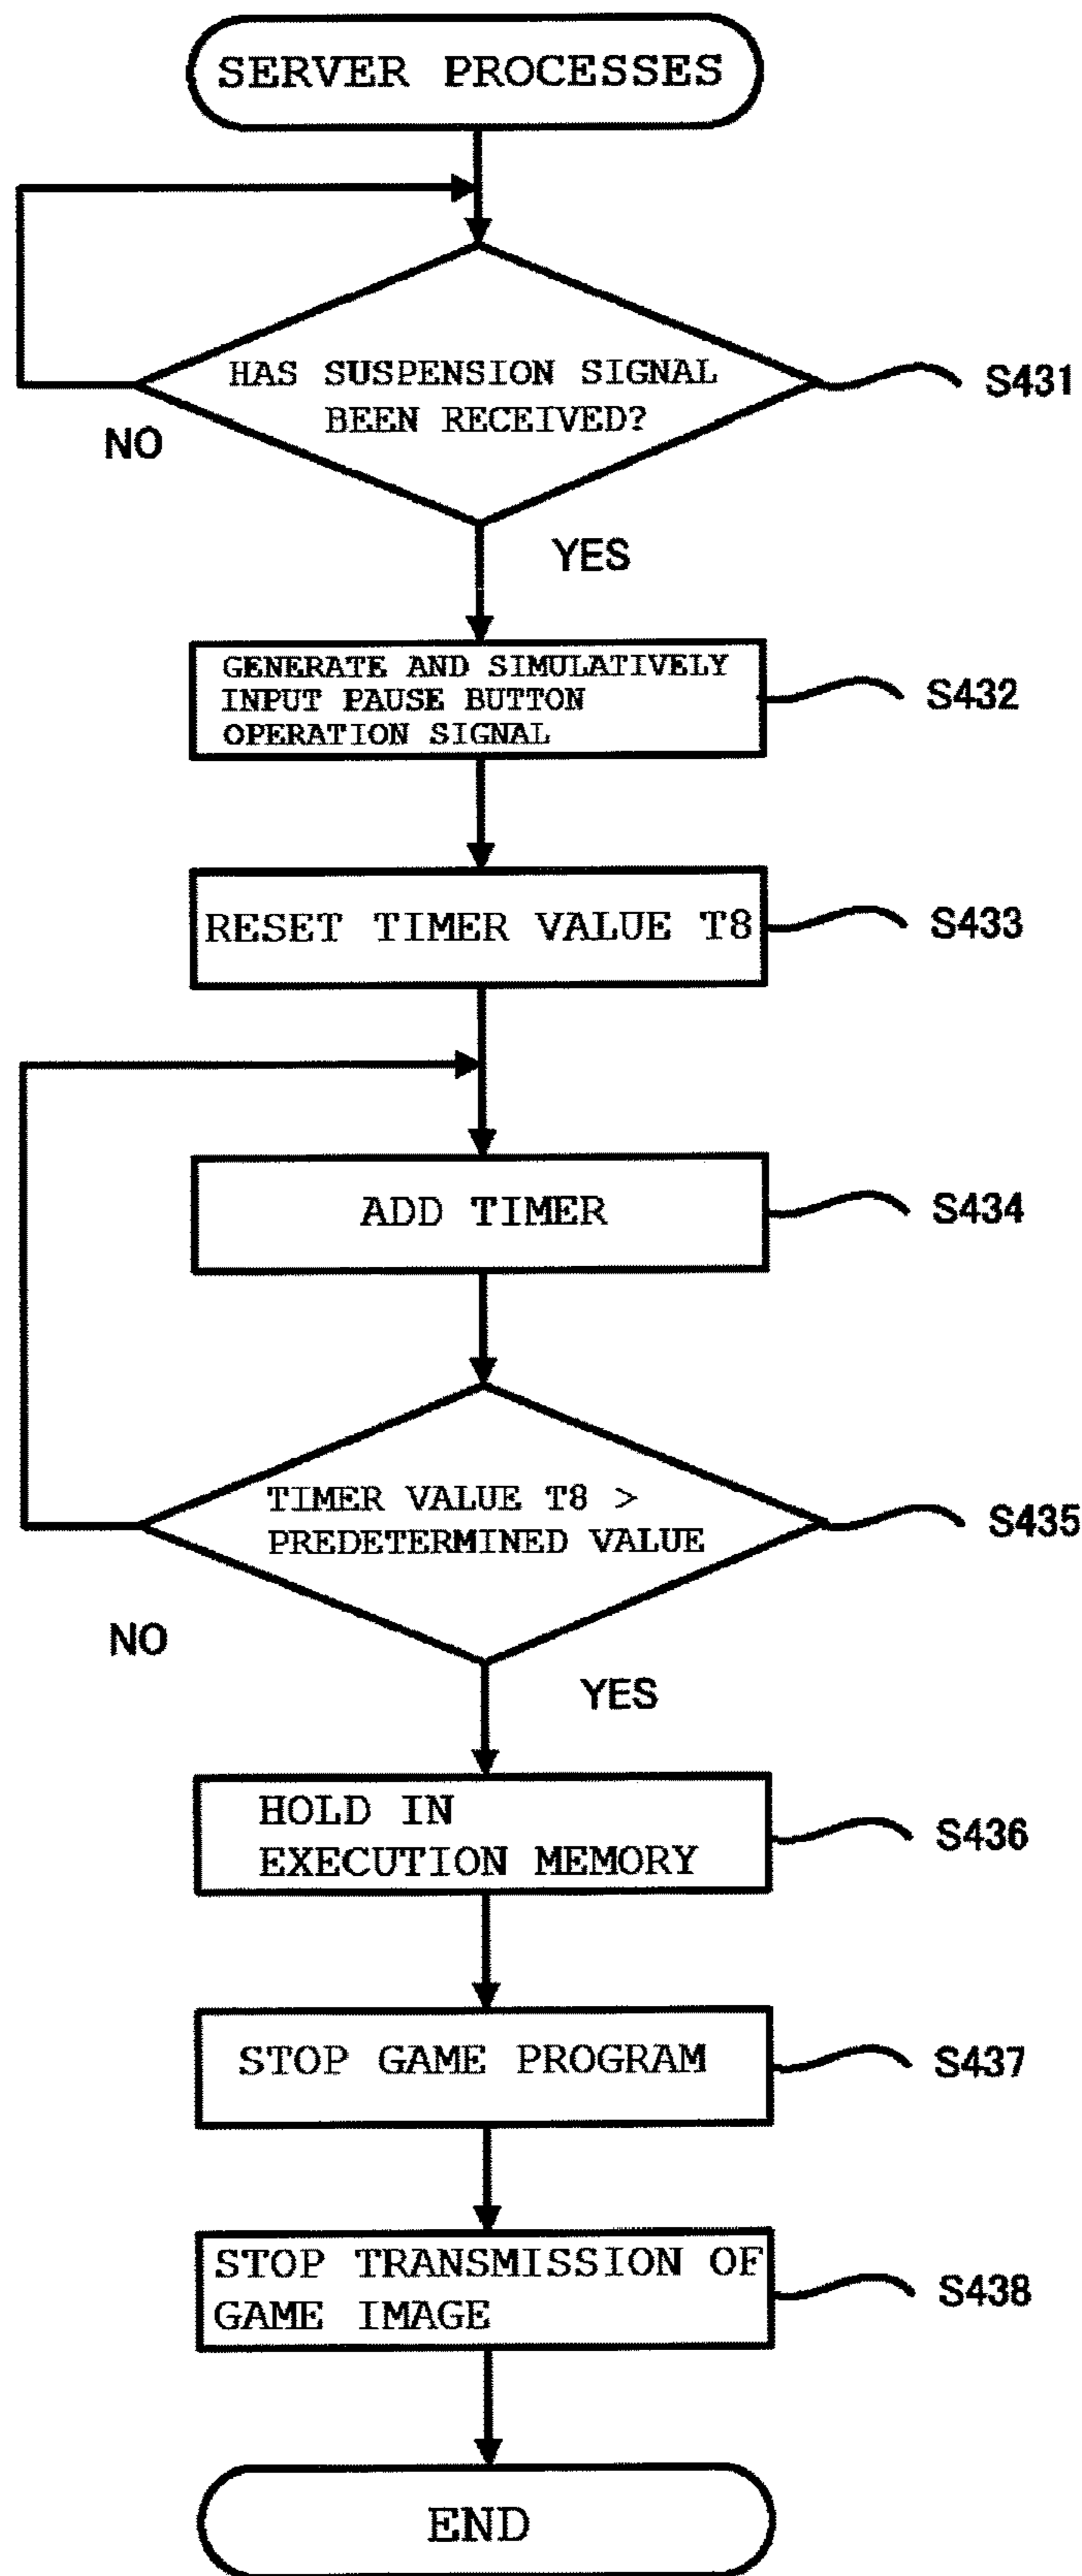 SERVER PROCESSES
HAS SUSPENSION SIGNAL
BEEN RECEIVED?
S431
NO
YES
GENERATE AND SIMULATIVELY
INPUT PAUSE BUTTON
OPERATION SIGNAL
S432
RESET TIMER VALUE T8
S433
ADD TIMER
S434
TIMER VALUE T8 >
PREDETERMINED VALUE
S435
NO
YES
HOLD IN
EXECUTION MEMORY
S436
STOP GAME PROGRAM
S437
STOP TRANSMISSION OF
GAME IMAGE
S438
END